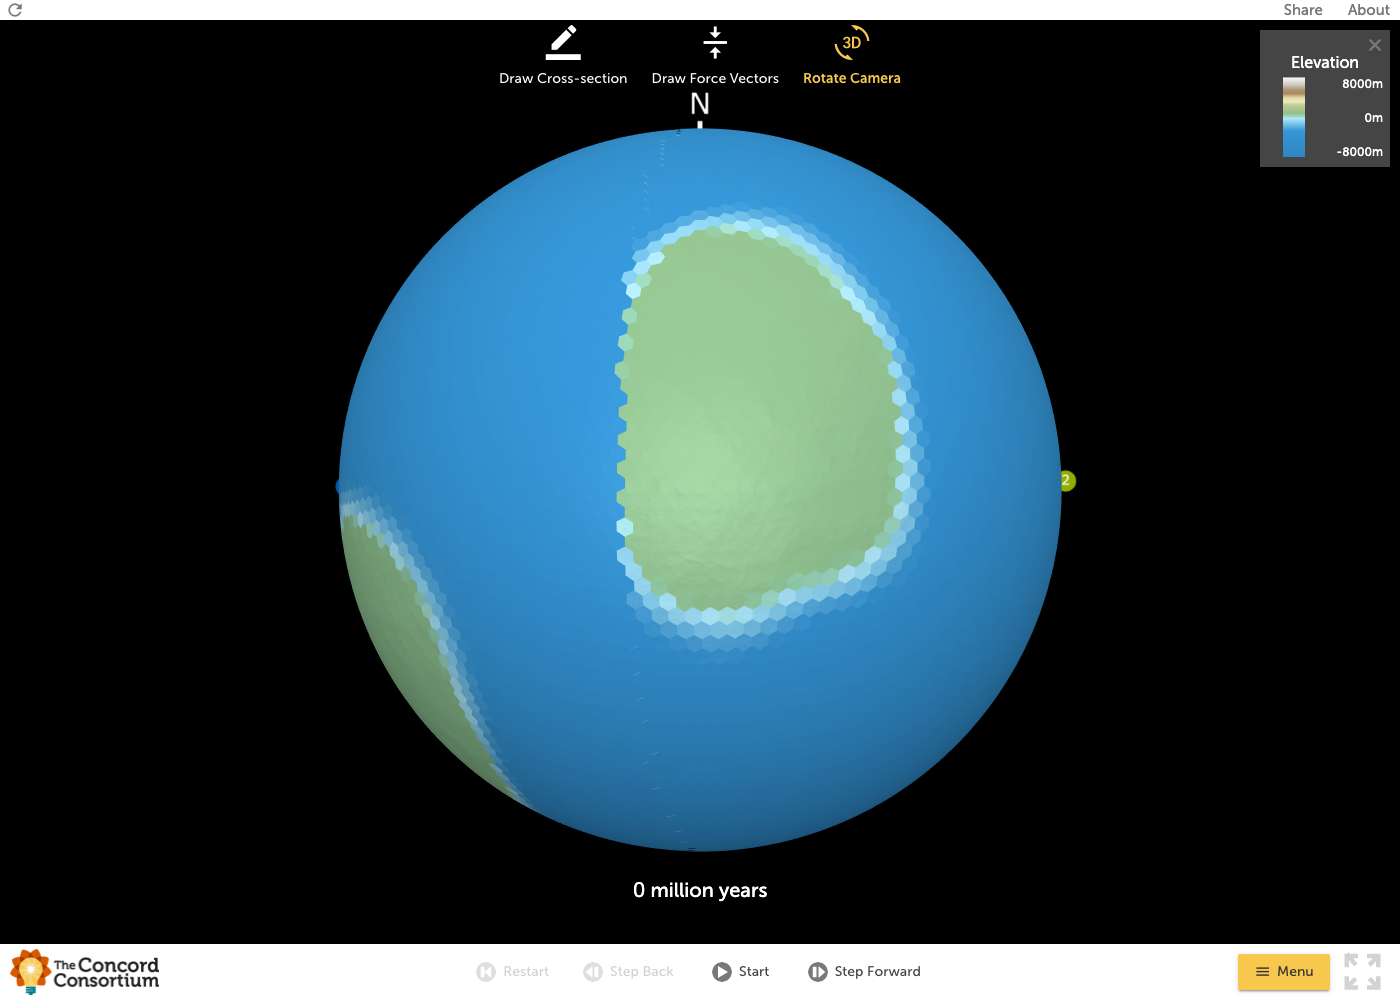 Share About
Draw Cross-section Draw Force Vectors 3D Rotate Camera
N
Elevation
8000m
0m
-8000m
2
0 million years
The Concord Consortium
Restart Step Back Start Step Forward
Menu